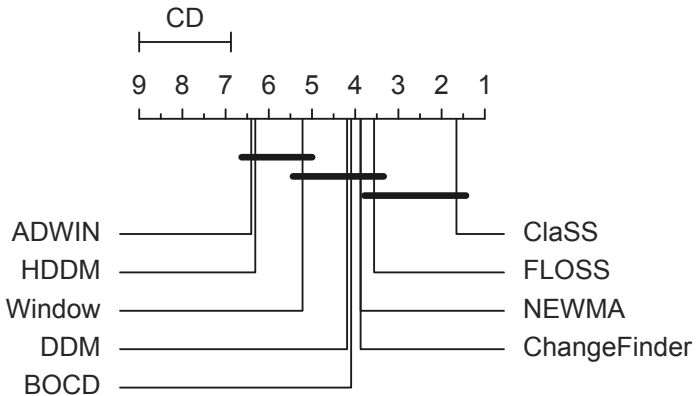 CD
9 8 7 6 5 4 3 2 1
ADWIN ClaSS
HDDM FLOSS
Window NEWMA
DDM ChangeFinder
BOCD